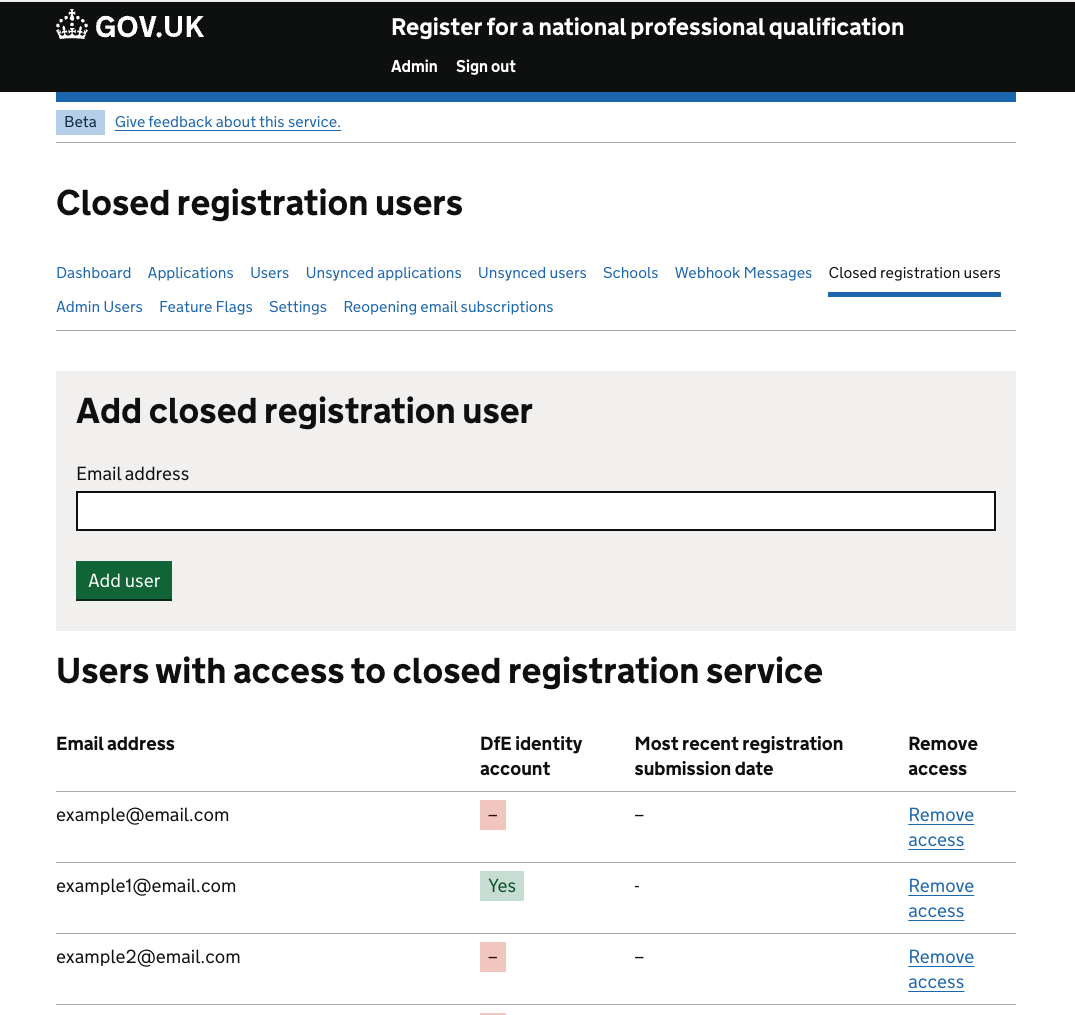 GOV.UK
Register for a national professional qualification
Admin Sign out
Beta Give feedback about this service.
Closed registration users
Dashboard Applications Users Unsynced applications Unsynced users Schools Webhook Messages Closed registration users
Admin Users Feature Flags Settings Reopening email subscriptions
Add closed registration user
Email address
Add user
Users with access to closed registration service
Email address DfE identity account Most recent registration submission date Remove access
example@email.com – – Remove access
example1@email.com Yes - Remove access
example2@email.com – – Remove access